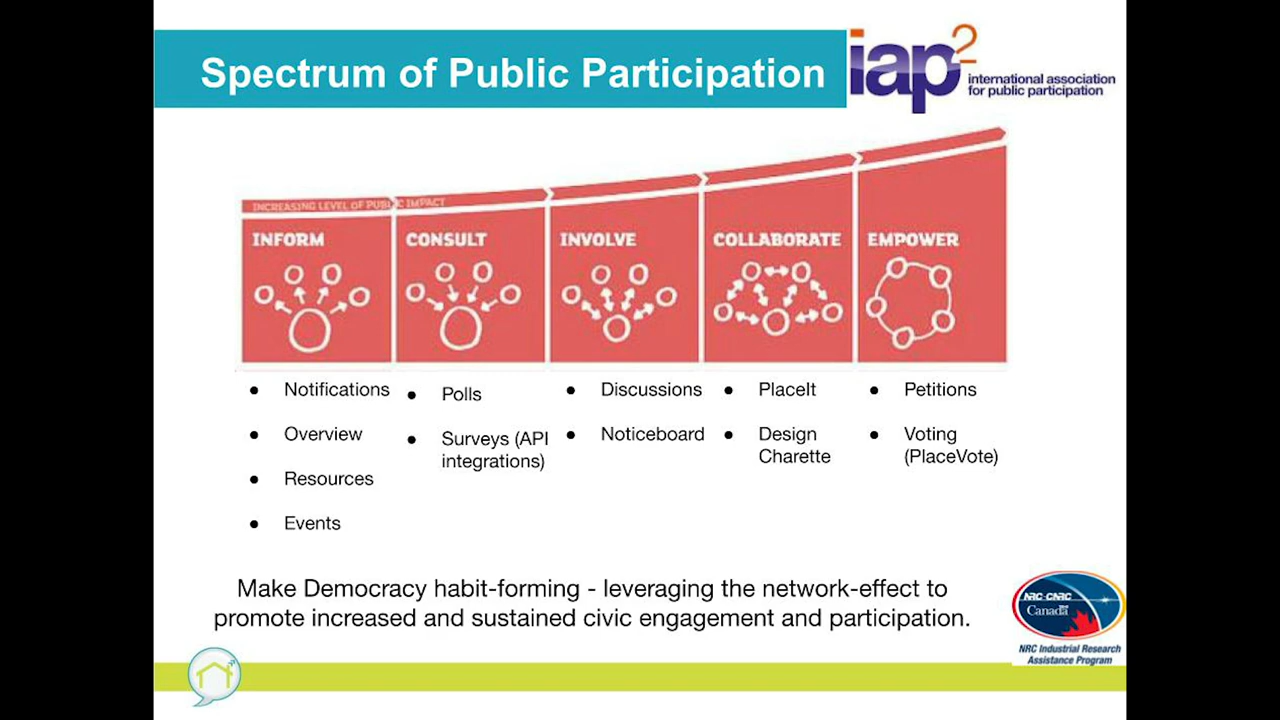 Spectrum of Public Participation
iap2
international association
for public participation
INCREASING LEVEL OF PUBLIC IMPACT
INFORM
CONSULT
INVOLVE
COLLABORATE
EMPOWER
● Notifications
● Overview
● Resources
● Events
● Polls
● Surveys (API
integrations)
● Discussions
● Noticeboard
● PlaceIt
● Design
Charette
● Petitions
● Voting
(PlaceVote)
Make Democracy habit-forming - leveraging the network-effect to
promote increased and sustained civic engagement and participation.
NRC·CNRC
Canada
NRC Industrial Research
Assistance Program